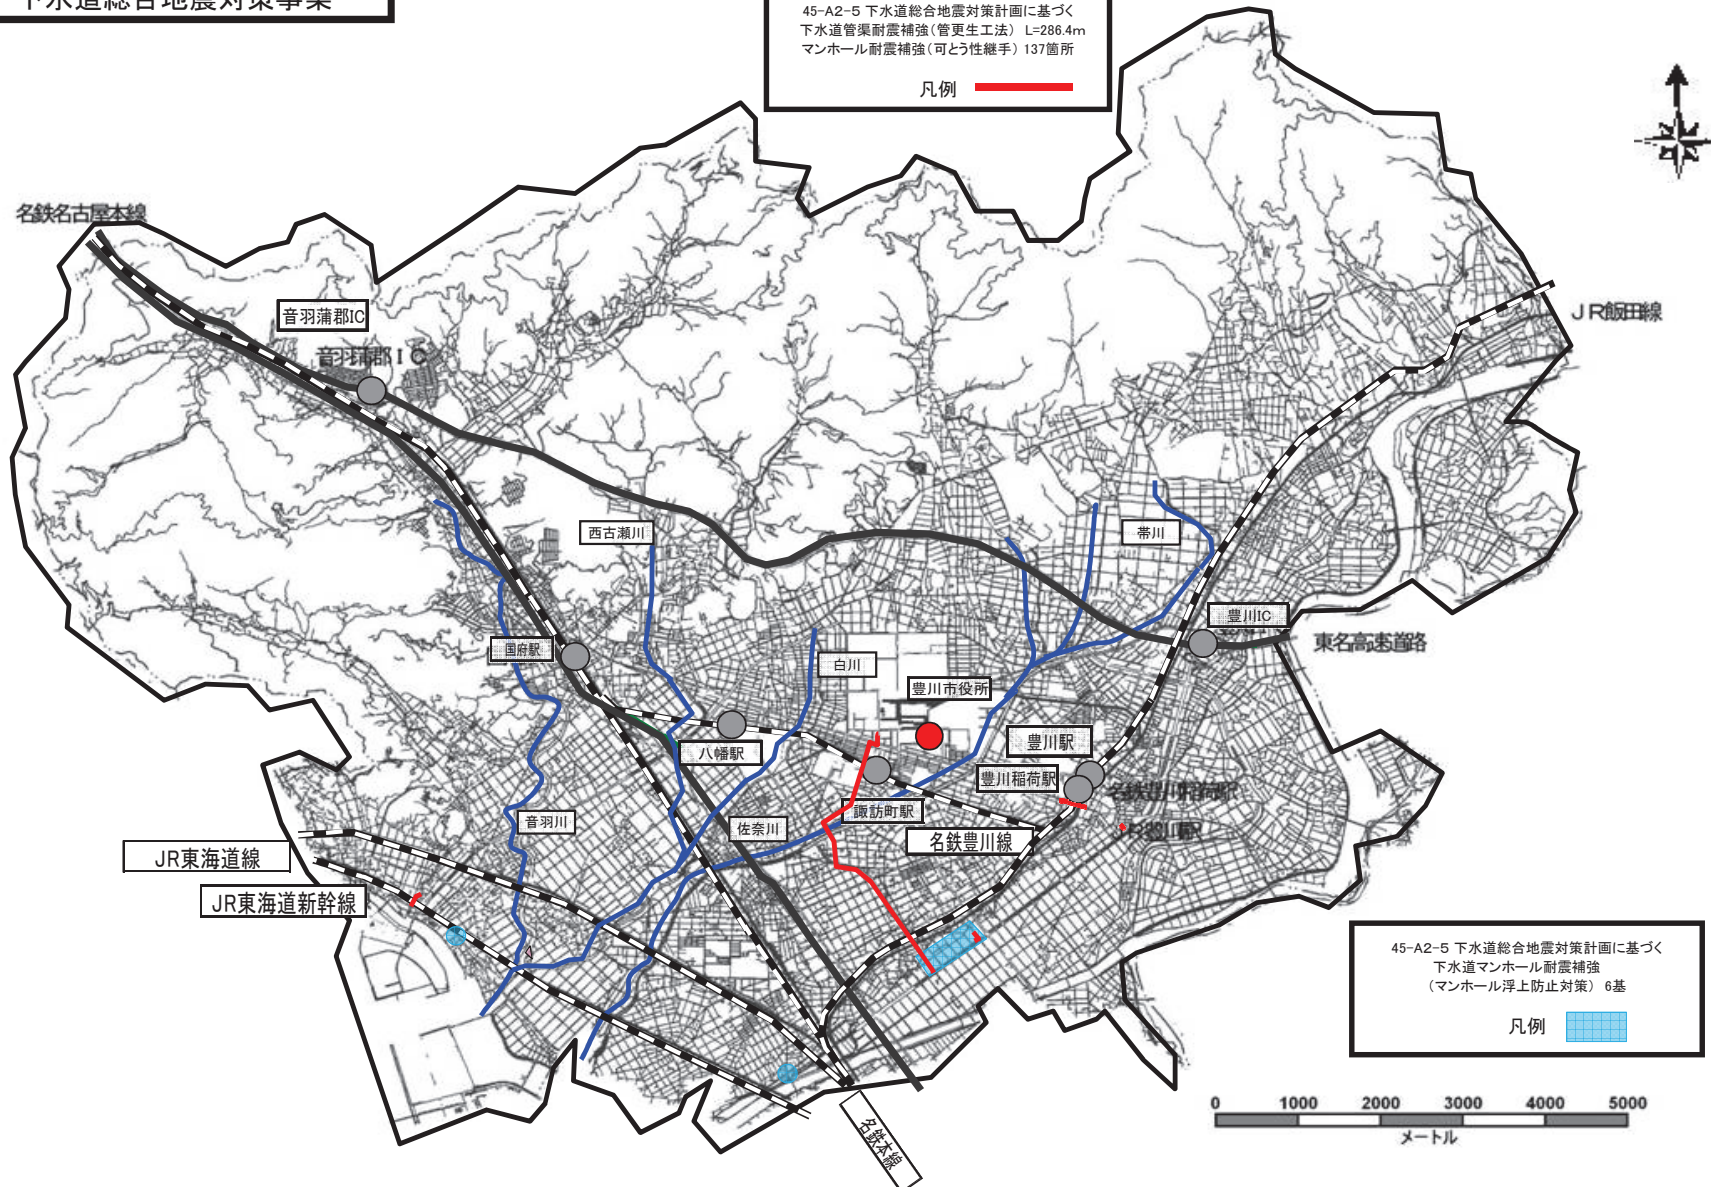 下水道総合地震対策事業
45-A2-5 下水道総合地震対策計画に基づく
下水道管渠耐震補強(管更生工法) L=286.4m
マンホール耐震補強(可とう性継手) 137箇所
凡例
名鉄名古屋本線
音羽蒲郡IC
音羽蒲郡IC
JR飯田線
西古瀬川
帯川
豊川IC
東名高速道路
国府駅
白川
豊川市役所
八幡駅
豊川駅
豊川稲荷駅
名鉄豊川稲荷駅
諏訪町駅
音羽川
佐奈川
名鉄豊川線
JR豊川駅
JR東海道線
JR東海道新幹線
45-A2-5 下水道総合地震対策計画に基づく
下水道マンホール耐震補強
(マンホール浮上防止対策) 6基
凡例
0 1000 2000 3000 4000 5000
メートル
名鉄本線